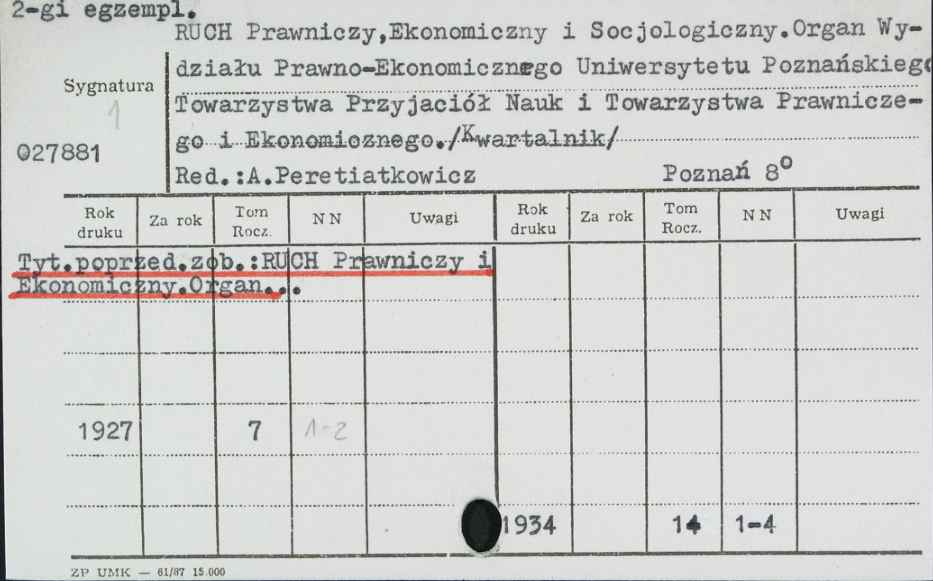 2-gi egzempl.
RUCH Prawniczy,Ekonomiczny i Socjologiczny.Organ Wy-
działu Prawno-Ekonomicznego Uniwersytetu Poznańskiego
Sygnatura
1
Towarzystwa Przyjaciół Nauk i Towarzystwa Prawnicze-
go i Ekonomicznego./Kwartalnik/
027881
Red.:A.Peretiatkowicz Poznań 8º
Rok druku Za rok Tom Rocz. N N Uwagi Rok druku Za rok Tom Rocz. N N Uwagi
Tyt.poprzed.zob.:RUCH Prawniczy i
Ekonomiczny.Organ...
1927 7 1-2
1934 14 1-4
ZP UMK — 61/87 15.000